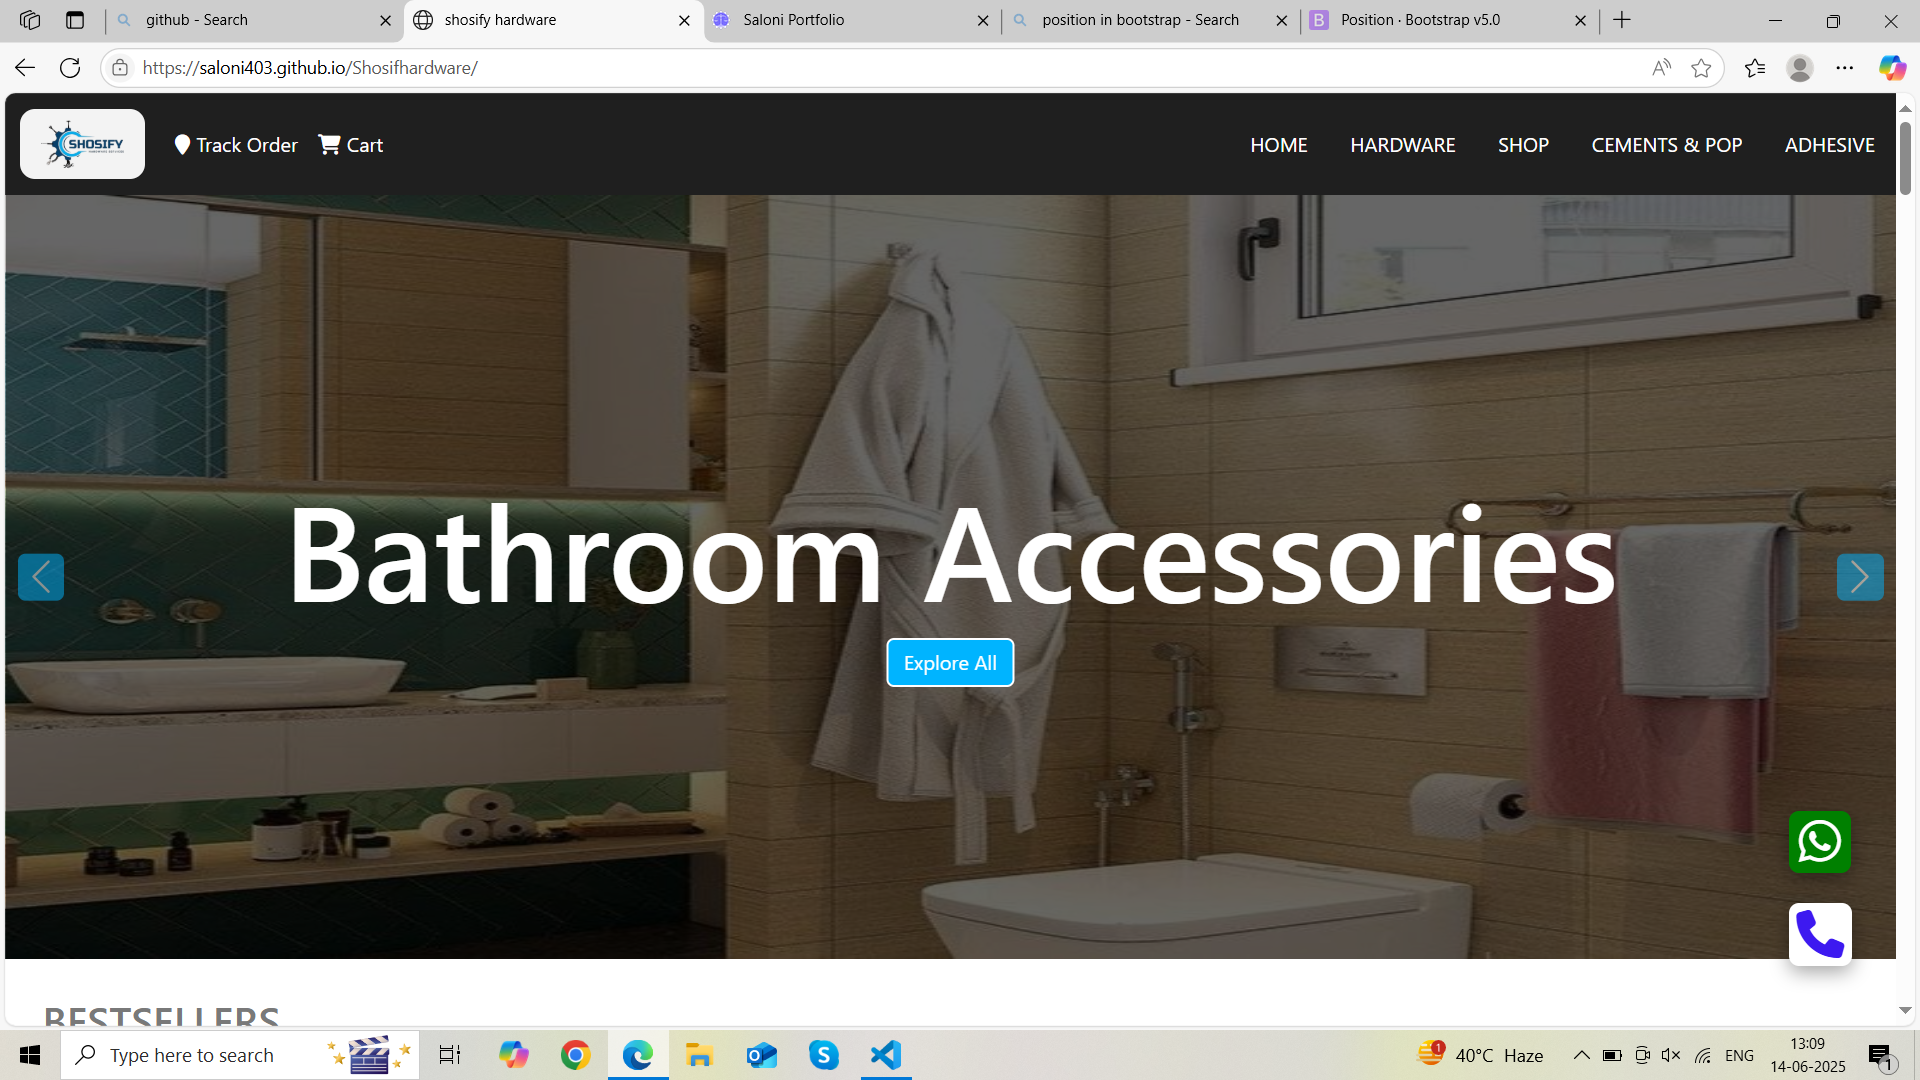 github - Search
shosify hardware
Saloni Portfolio
position in bootstrap - Search
Position · Bootstrap v5.0
https://saloni403.github.io/Shosifhardware/
SHOSIFY
Track Order
Cart
HOME
HARDWARE
SHOP
CEMENTS & POP
ADHESIVE
Bathroom Accessories
Explore All
BESTSELLERS
Type here to search
1
40°C Haze
ENG
13:09
14-06-2025
1